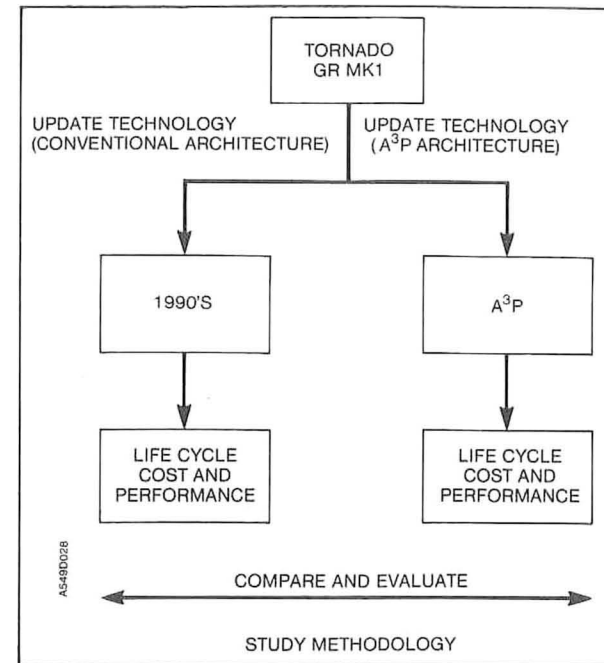 TORNADO
GR MK1
UPDATE TECHNOLOGY
(CONVENTIONAL ARCHITECTURE)
UPDATE TECHNOLOGY
(A³P ARCHITECTURE)
1990'S
A³P
LIFE CYCLE
COST AND
PERFORMANCE
LIFE CYCLE
COST AND
PERFORMANCE
A549D028
COMPARE AND EVALUATE
STUDY METHODOLOGY